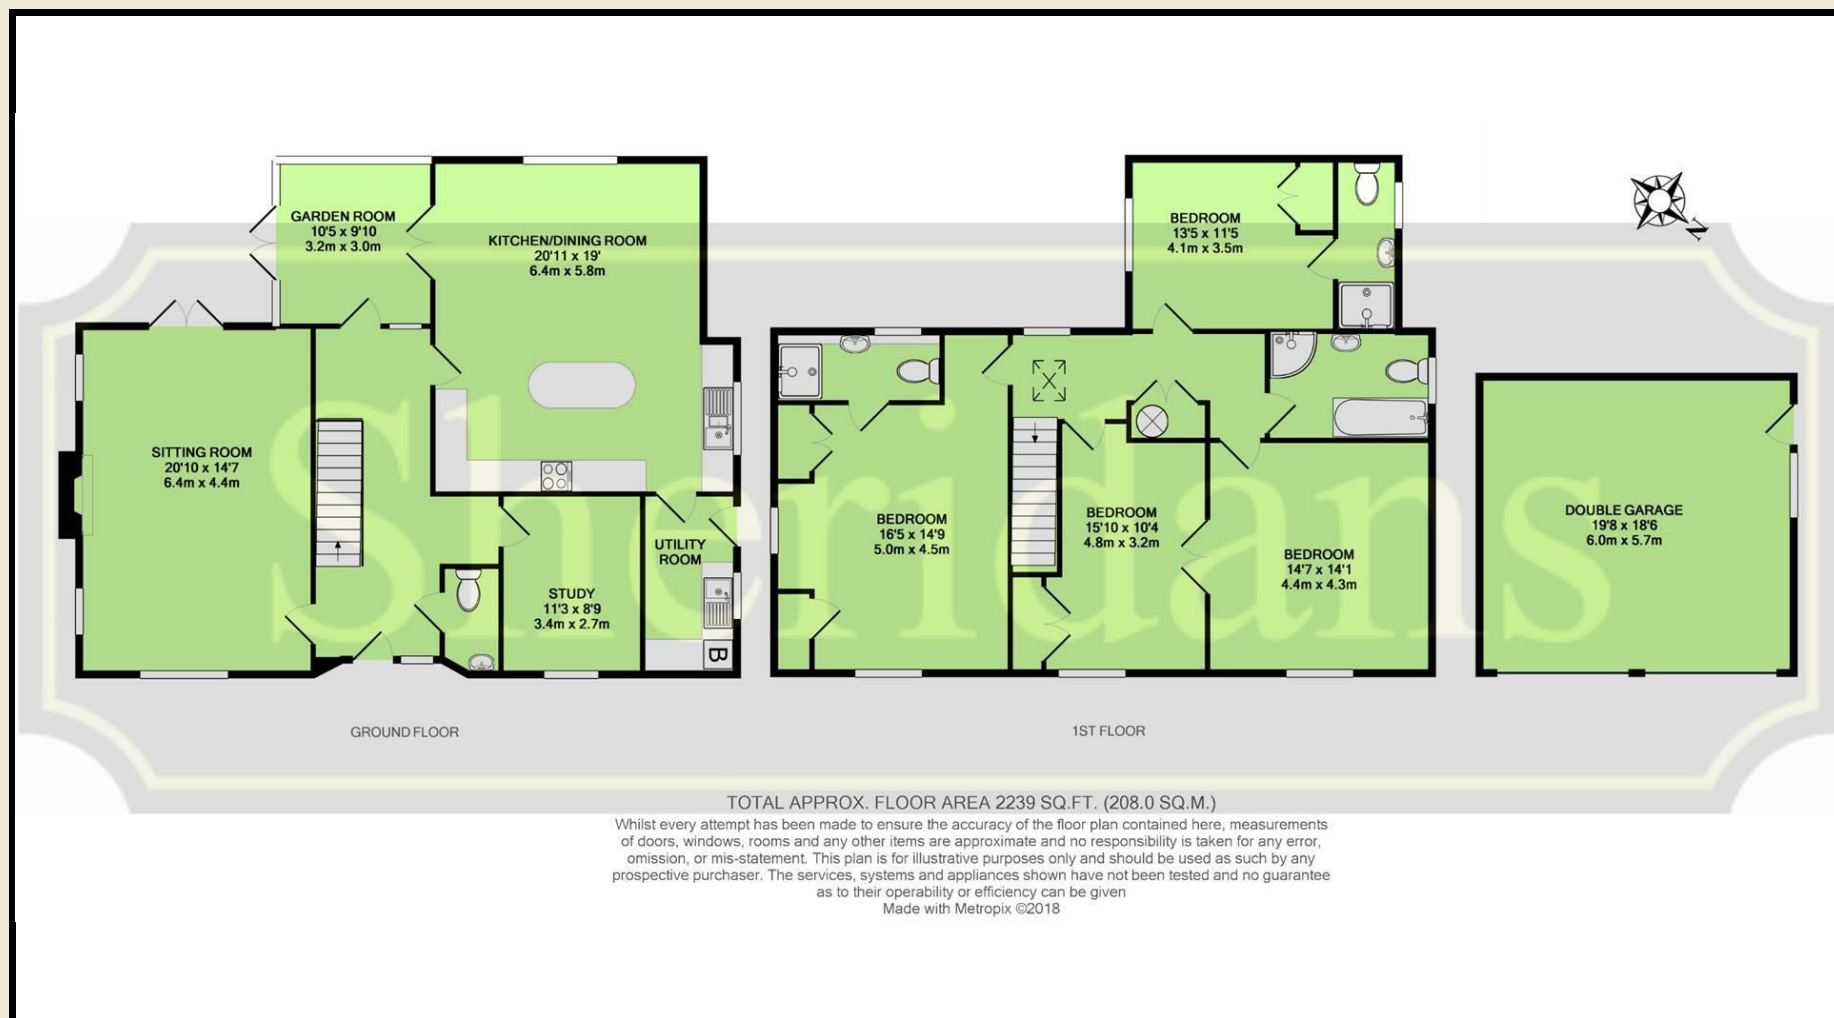 GARDEN ROOM
10'5 x 9'10
3.2m x 3.0m
KITCHEN/DINING ROOM
20'11 x 19'
6.4m x 5.8m
SITTING ROOM
20'10 x 14'7
6.4m x 4.4m
UTILITY
ROOM
STUDY
11'3 x 8'9
3.4m x 2.7m
B
GROUND FLOOR
BEDROOM
13'5 x 11'5
4.1m x 3.5m
BEDROOM
16'5 x 14'9
5.0m x 4.5m
BEDROOM
15'10 x 10'4
4.8m x 3.2m
BEDROOM
14'7 x 14'1
4.4m x 4.3m
1ST FLOOR
N
DOUBLE GARAGE
19'8 x 18'6
6.0m x 5.7m
Sheridans
TOTAL APPROX. FLOOR AREA 2239 SQ.FT. (208.0 SQ.M.)
Whilst every attempt has been made to ensure the accuracy of the floor plan contained here, measurements
of doors, windows, rooms and any other items are approximate and no responsibility is taken for any error,
omission, or mis-statement. This plan is for illustrative purposes only and should be used as such by any
prospective purchaser. The services, systems and appliances shown have not been tested and no guarantee
as to their operability or efficiency can be given
Made with Metropix ©2018